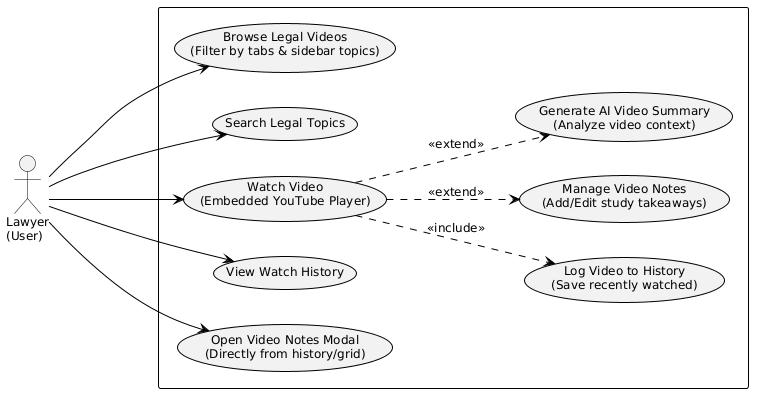 Browse Legal Videos
(Filter by tabs & sidebar topics)
Search Legal Topics
Generate AI Video Summary
(Analyze video context)
«extend»
Lawyer
(User)
Watch Video
(Embedded YouTube Player)
«extend»
Manage Video Notes
(Add/Edit study takeaways)
«include»
View Watch History
Log Video to History
(Save recently watched)
Open Video Notes Modal
(Directly from history/grid)